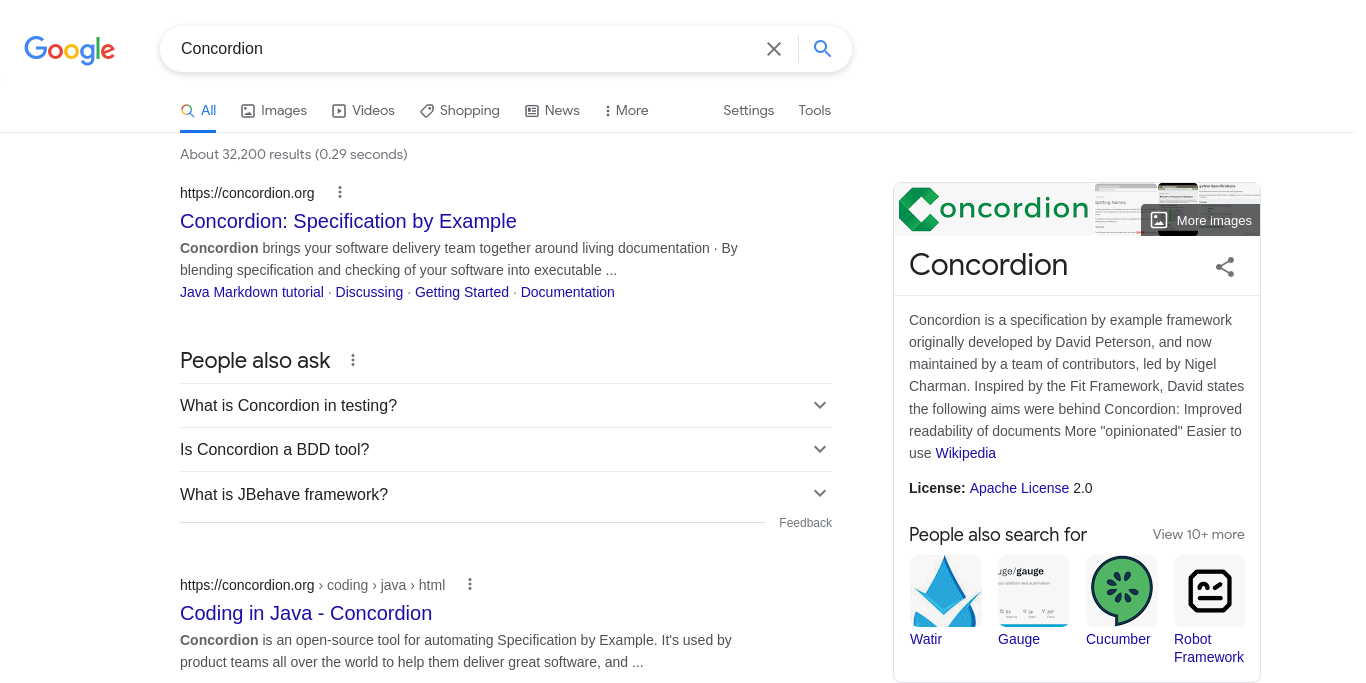 Google
Concordion
All
Images
Videos
Shopping
News
More
Settings
Tools
About 32,200 results (0.29 seconds)
https://concordion.org
Concordion: Specification by Example
Concordion brings your software delivery team together around living documentation · By
blending specification and checking of your software into executable ...
Java Markdown tutorial · Discussing · Getting Started · Documentation
People also ask
What is Concordion in testing?
Is Concordion a BDD tool?
What is JBehave framework?
Feedback
https://concordion.org › coding › java › html
Coding in Java - Concordion
Concordion is an open-source tool for automating Specification by Example. It's used by
product teams all over the world to help them deliver great software, and ...
Concordion
More images
Concordion
Concordion is a specification by example framework
originally developed by David Peterson, and now
maintained by a team of contributors, led by Nigel
Charman. Inspired by the Fit Framework, David states
the following aims were behind Concordion: Improved
readability of documents More "opinionated" Easier to
use Wikipedia
License: Apache License 2.0
People also search for
View 10+ more
uge/gauge
Watir
Gauge
Cucumber
Robot
Framework